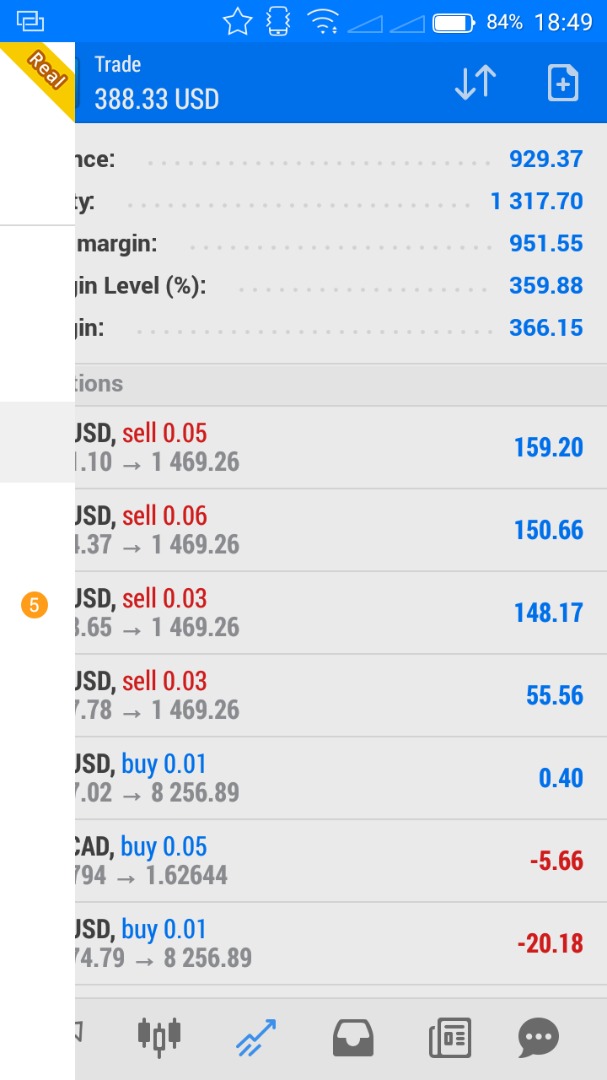 84% 18:49
Real
Trade
388.33 USD
nce: 929.37
ty: 1 317.70
margin: 951.55
gin Level (%): 359.88
gin: 366.15
tions
USD, sell 0.05
1.10 → 1 469.26
159.20
USD, sell 0.06
4.37 → 1 469.26
150.66
5
USD, sell 0.03
3.65 → 1 469.26
148.17
USD, sell 0.03
7.78 → 1 469.26
55.56
USD, buy 0.01
7.02 → 8 256.89
0.40
CAD, buy 0.05
794 → 1.62644
-5.66
USD, buy 0.01
74.79 → 8 256.89
-20.18